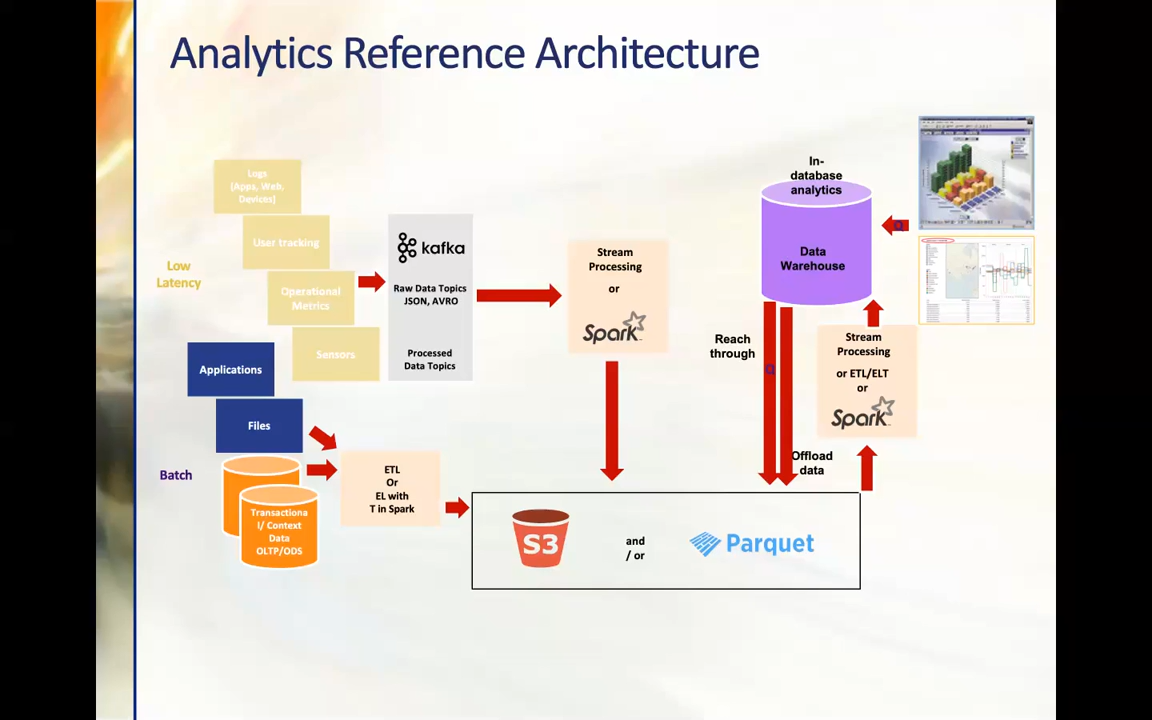 Analytics Reference Architecture
Logs
(Apps, Web,
Devices)
User tracking
Operational
Metrics
Sensors
Low
Latency
Applications
Files
Batch
Transactiona
l/ Context
Data
OLTP/ODS
kafka
Raw Data Topics
JSON, AVRO
Processed
Data Topics
ETL
Or
EL with
T in Spark
Stream
Processing
or
Spark
S3
and
/ or
Parquet
In-
database
analytics
Data
Warehouse
Reach
through
Q
Offload
data
Stream
Processing
or ETL/ELT
or
Spark
Q